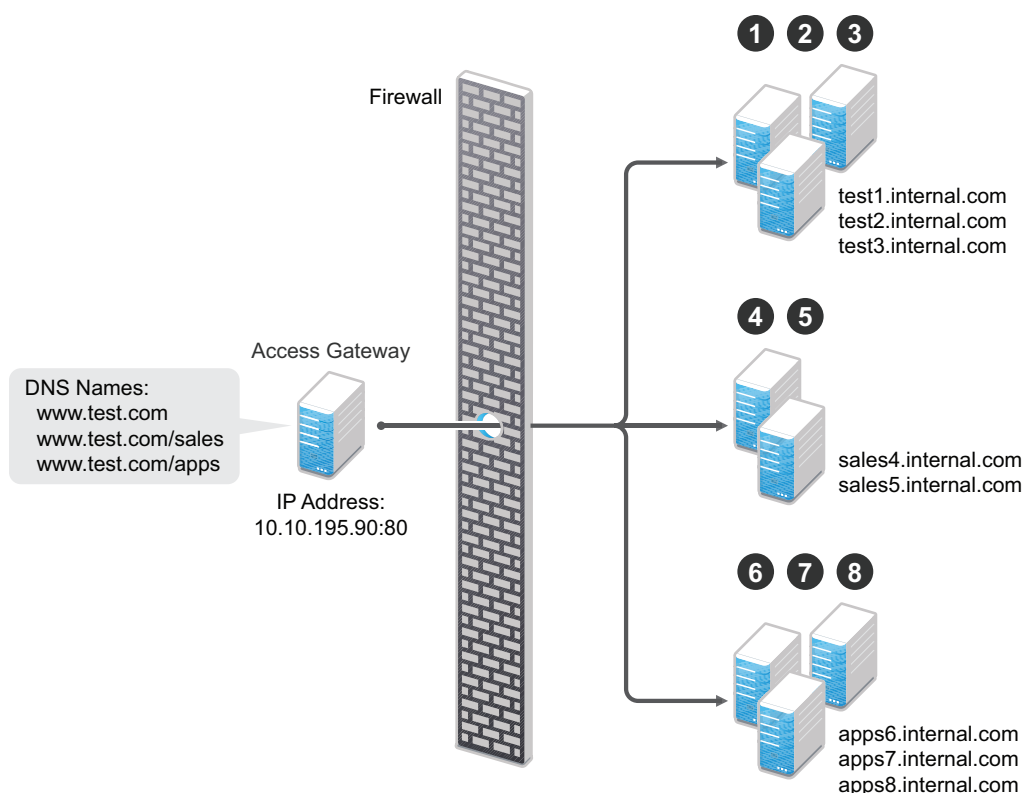 1 2 3
Firewall
test1.internal.com
test2.internal.com
test3.internal.com
4 5
Access Gateway
DNS Names:
www.test.com
www.test.com/sales
www.test.com/apps
sales4.internal.com
sales5.internal.com
IP Address:
10.10.195.90:80
6 7 8
apps6.internal.com
apps7.internal.com
apps8.internal.com